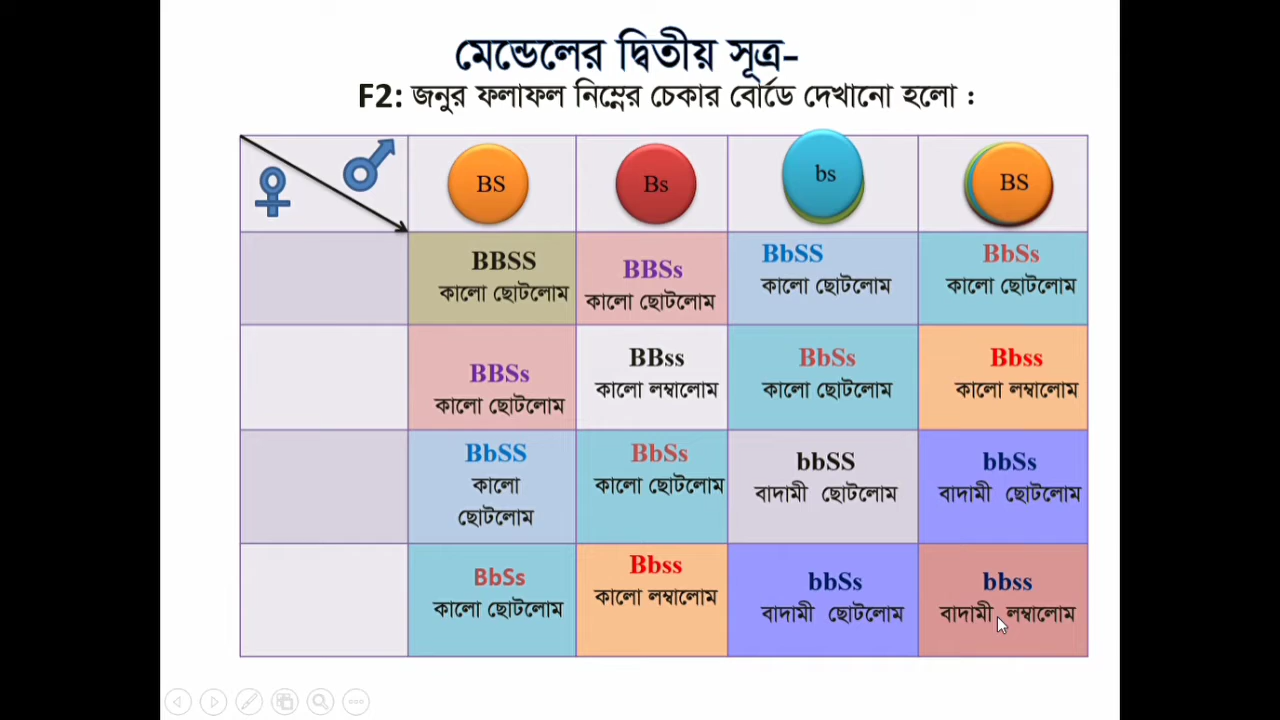 মেন্ডেলের দ্বিতীয় সূত্র-
F2: জনুর ফলাফল নিম্নের চেকার বোর্ডে দেখানো হলো :
BS Bs bs BS
BBSS BBSs BbSS BbSs
কালো ছোটলোম কালো ছোটলোম কালো ছোটলোম কালো ছোটলোম
BBSs BBss BbSs Bbss
কালো ছোটলোম কালো লম্বালোম কালো ছোটলোম কালো লম্বালোম
BbSS BbSs bbSS bbSs
কালো কালো ছোটলোম বাদামী ছোটলোম বাদামী ছোটলোম
ছোটলোম
BbSs Bbss bbSs bbss
কালো ছোটলোম কালো লম্বালোম বাদামী ছোটলোম বাদামী লম্বালোম